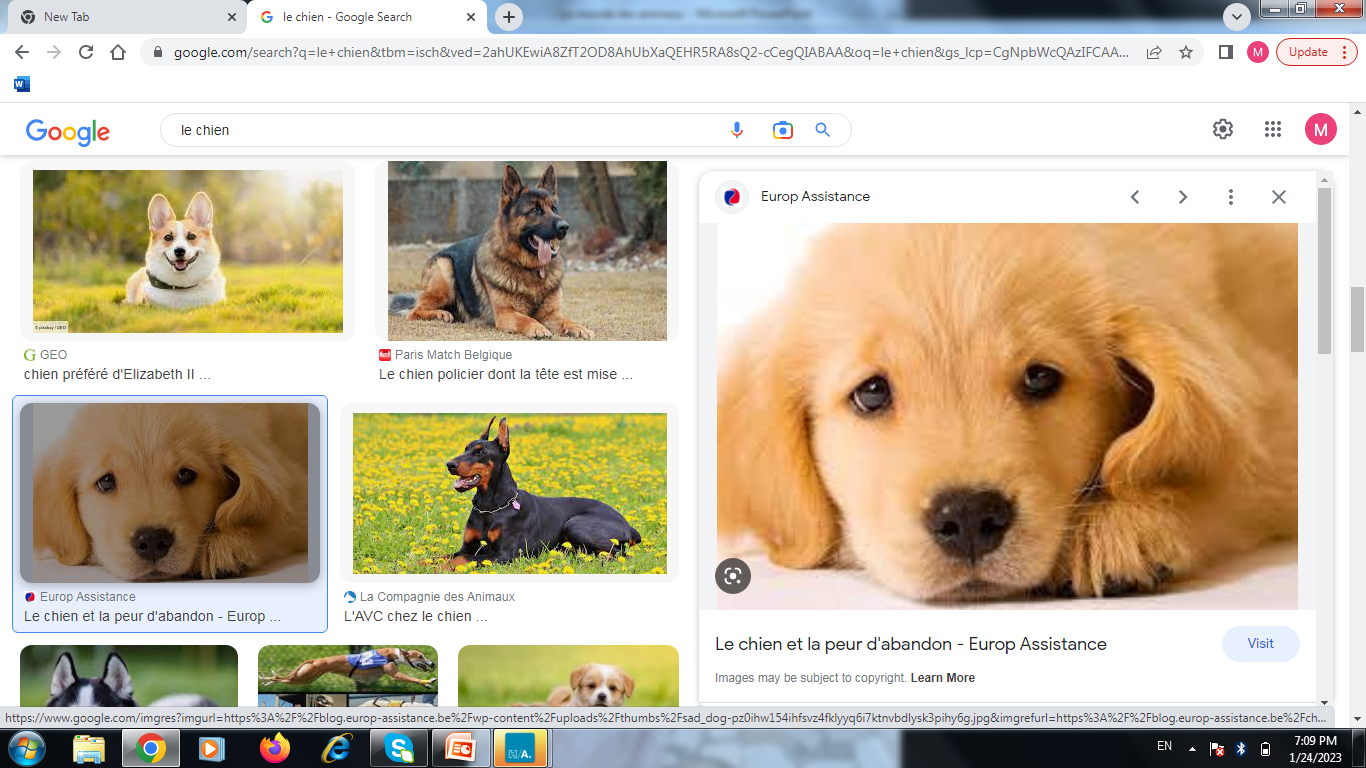 New Tab
le chien - Google Search
google.com/search?q=le+chien&tbm=isch&ved=2ahUKEwiA8ZfT2OD8AhUbXaQEHR5RA8sQ2-cCegQIABAA&oq=le+chien&gs_lcp=CgNpbWcQAzIFCAA...
M
Update
Google
le chien
M
Europ Assistance
GEO
chien préféré d'Elizabeth II ...
Paris Match Belgique
Le chien policier dont la tête est mise ...
Europ Assistance
Le chien et la peur d'abandon - Europ ...
La Compagnie des Animaux
L'AVC chez le chien ...
Le chien et la peur d'abandon - Europ Assistance
Visit
Images may be subject to copyright. Learn More
https://www.google.com/imgres?imgurl=https%3A%2F%2Fblog.europ-assistance.be%2Fwp-content%2Fuploads%2Fthumbs%2Fsad_dog-pz0ihw154ihfsvz4fklyyq6i7ktnvbdlysk3pihy6g.jpg&imgrefurl=https%3A%2F%2Fblog.europ-assistance.be%2Fch...
EN
7:09 PM
1/24/2023